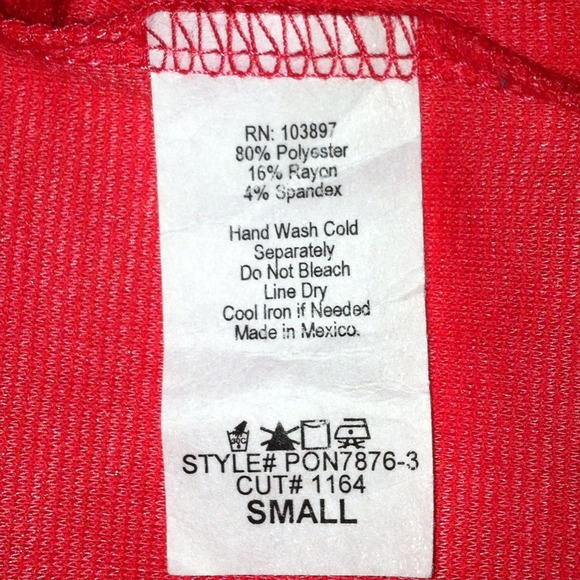 RN: 103897
80% Polyester
16% Rayon
4% Spandex
Hand Wash Cold
Separately
Do Not Bleach
Line Dry
Cool Iron if Needed
Made in Mexico.
STYLE# PON7876-3
CUT# 1164
SMALL